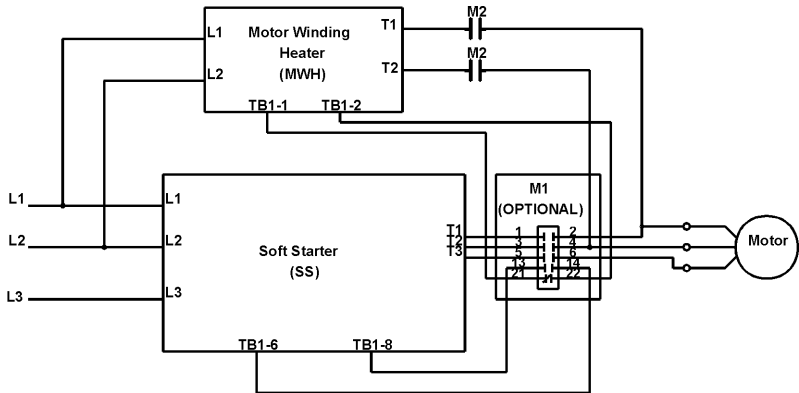 M2
L1
Motor Winding
Heater
(MWH)
T1
M2
L2
T2
TB1-1
TB1-2
M1
(OPTIONAL)
L1
L1
T1
1
2
L2
L2
T2
3
4
Soft Starter
(SS)
T3
5
6
Motor
13
14
21
22
L3
L3
TB1-6
TB1-8